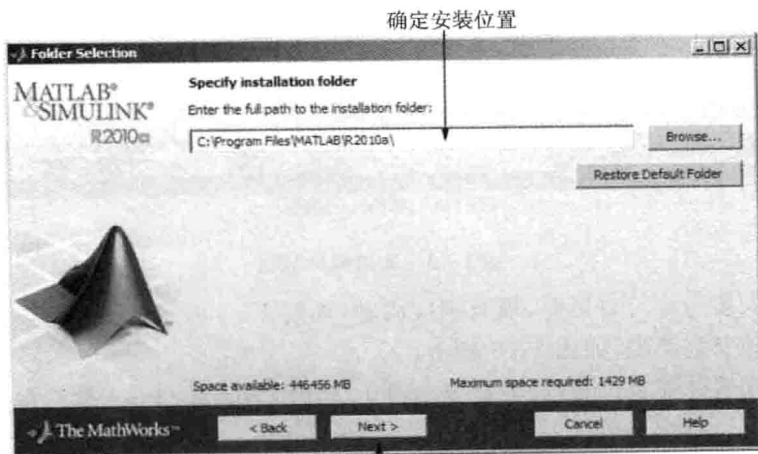 确定安装位置
Folder Selection
MATLAB®
&SIMULINK®
R2010a
Specify installation folder
Enter the full path to the installation folder:
C:\Program Files\MATLAB\R2010a\
Browse...
Restore Default Folder
Space available: 446456 MB
Maximum space required: 1429 MB
The MathWorks™
< Back
Next >
Cancel
Help